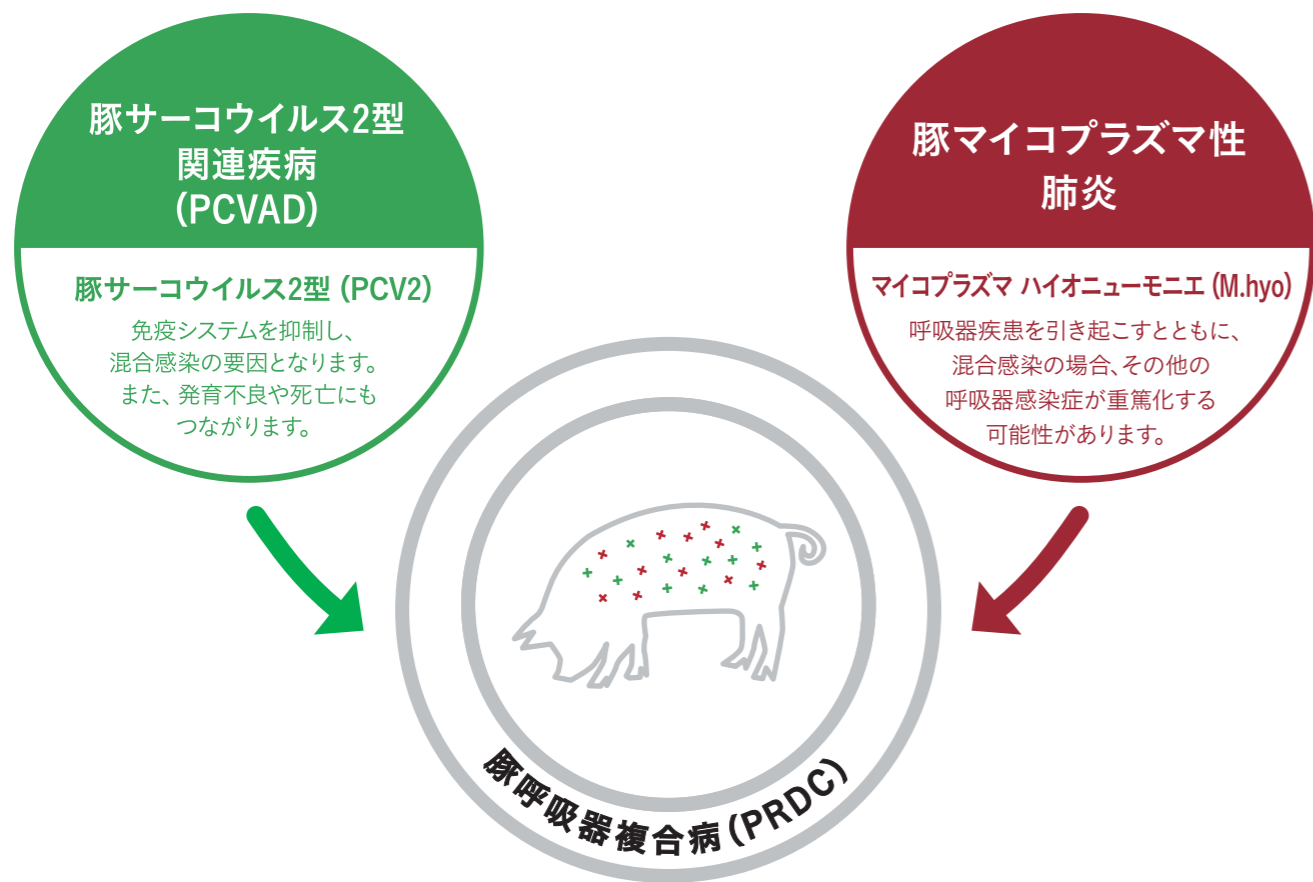 豚サーコウイルス2型
関連疾病
(PCVAD)
豚サーコウイルス2型 (PCV2)
免疫システムを抑制し、
混合感染の要因となります。
また、発育不良や死亡にも
つながります。
豚マイコプラズマ性
肺炎
マイコプラズマ ハイオニューモニエ (M.hyo)
呼吸器疾患を引き起こすとともに、
混合感染の場合、その他の
呼吸器感染症が重篤化する
可能性があります。
豚呼吸器複合病(PRDC)